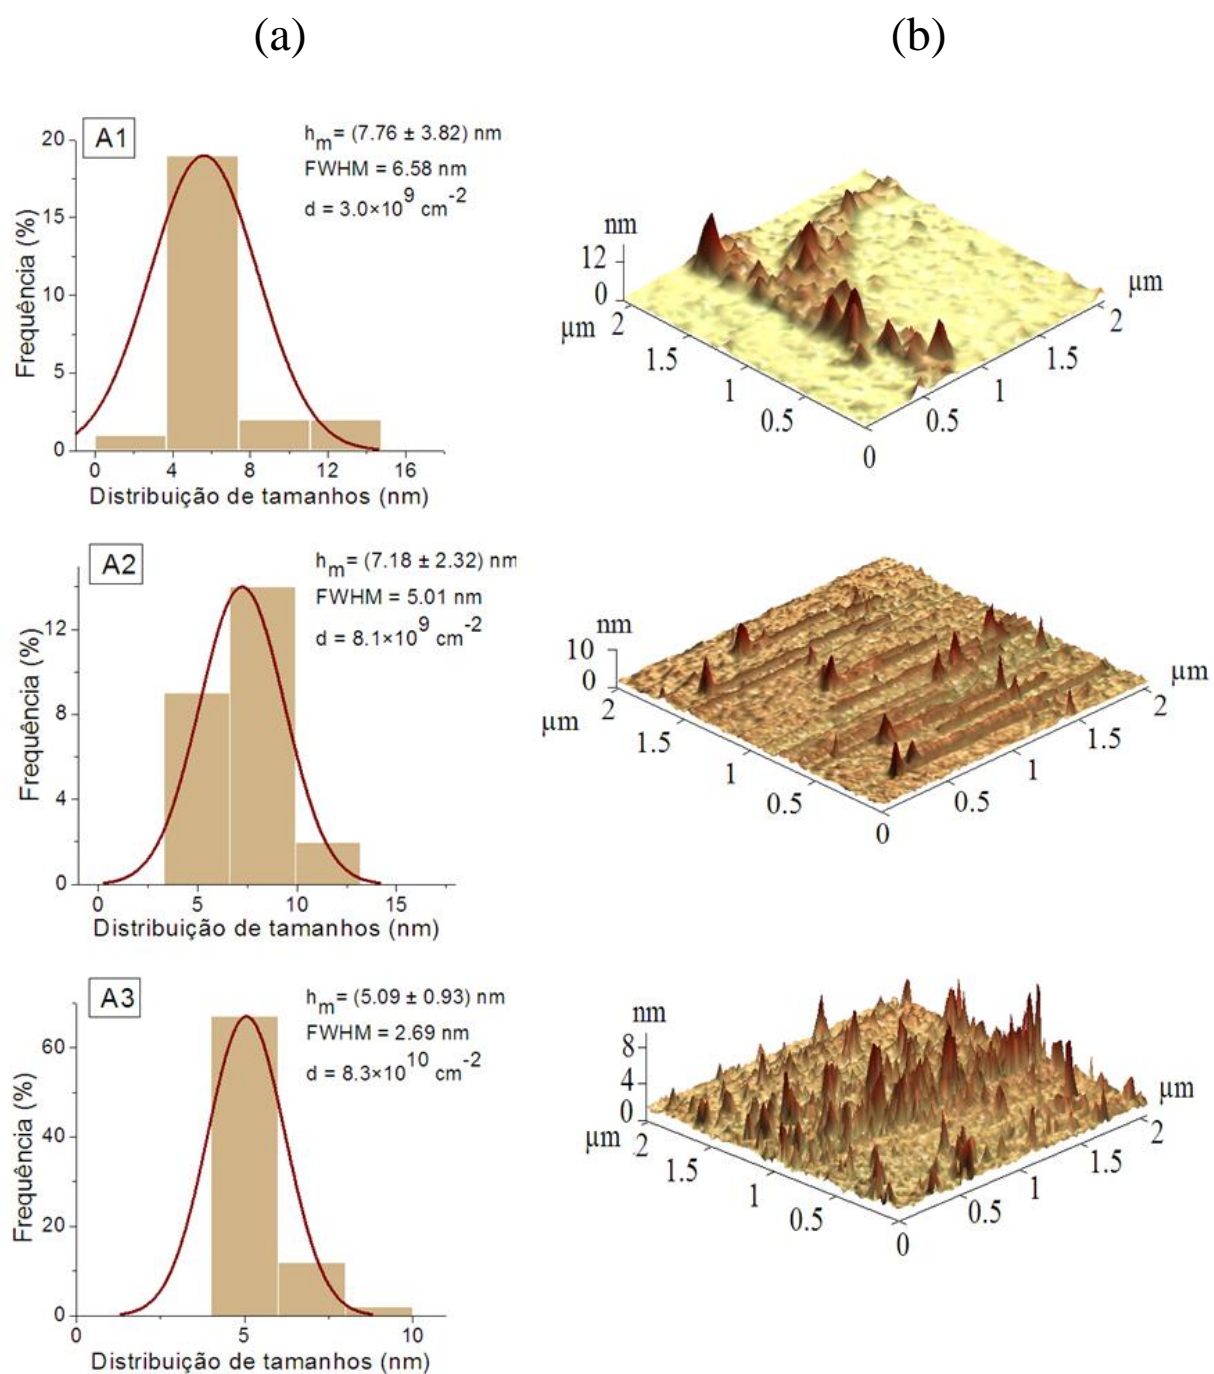 (a)
(b)
A1
h_m= (7.76 ± 3.82) nm
FWHM = 6.58 nm
d = 3.0×10^9 cm^-2
Frequência (%)
20
15
10
5
0
0 4 8 12 16
Distribuição de tamanhos (nm)
nm
12
0
µm 2 1.5 1 0.5 0
0.5 1 1.5 2 µm
A2
h_m= (7.18 ± 2.32) nm
FWHM = 5.01 nm
d = 8.1×10^9 cm^-2
Frequência (%)
12
8
4
0
0 5 10 15
Distribuição de tamanhos (nm)
nm
10
0
µm 2 1.5 1 0.5 0
0.5 1 1.5 2 µm
A3
h_m= (5.09 ± 0.93) nm
FWHM = 2.69 nm
d = 8.3×10^10 cm^-2
Frequência (%)
60
40
20
0
0 5 10
Distribuição de tamanhos (nm)
nm
8
4
0
µm 2 1.5 1 0.5 0
0.5 1 1.5 2 µm